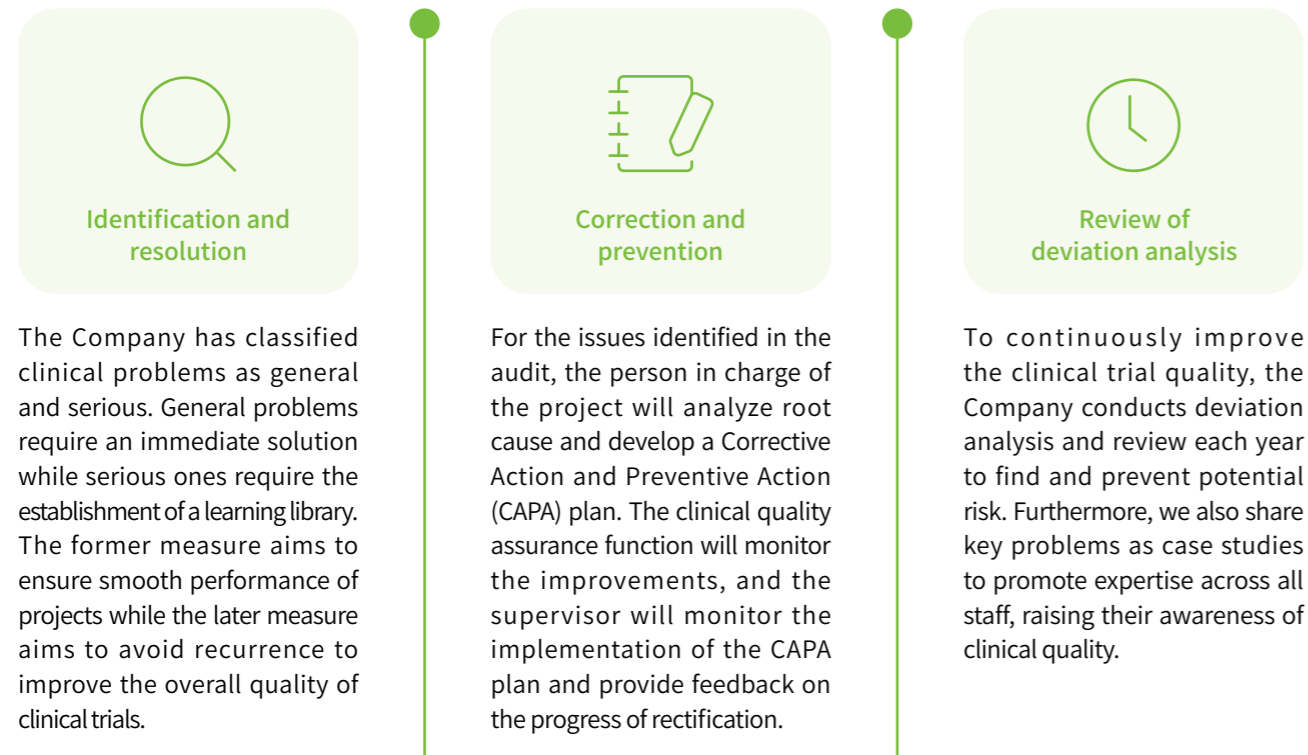 Identification and
resolution
The Company has classified
clinical problems as general
and serious. General problems
require an immediate solution
while serious ones require the
establishment of a learning library.
The former measure aims to
ensure smooth performance of
projects while the later measure
aims to avoid recurrence to
improve the overall quality of
clinical trials.
Correction and
prevention
For the issues identified in the
audit, the person in charge of
the project will analyze root
cause and develop a Corrective
Action and Preventive Action
(CAPA) plan. The clinical quality
assurance function will monitor
the improvements, and the
supervisor will monitor the
implementation of the CAPA
plan and provide feedback on
the progress of rectification.
Review of
deviation analysis
To continuously improve
the clinical trial quality, the
Company conducts deviation
analysis and review each year
to find and prevent potential
risk. Furthermore, we also share
key problems as case studies
to promote expertise across all
staff, raising their awareness of
clinical quality.